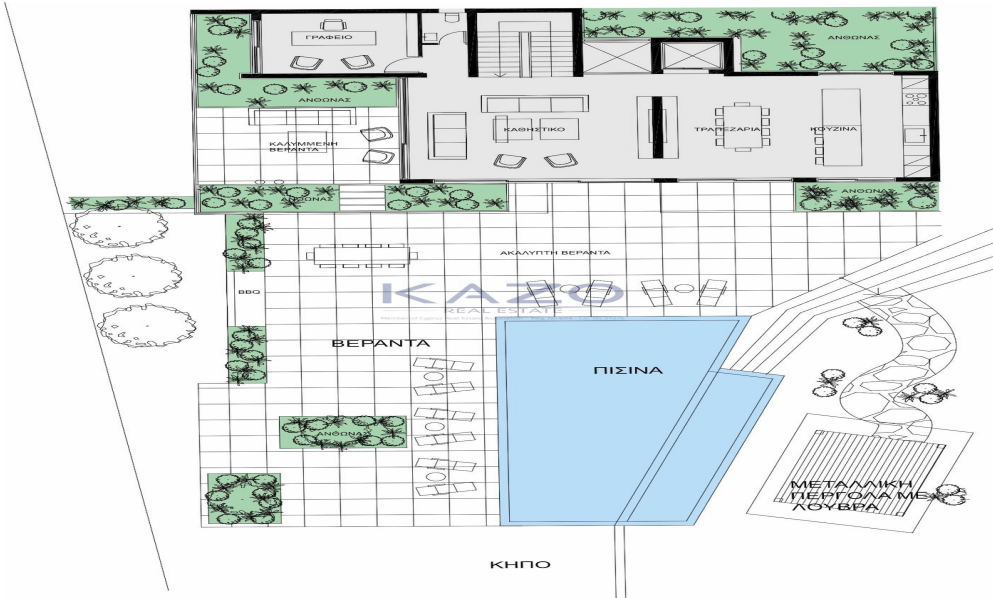 ΓΡΑΦΕΙΟ
ΑΝΘΩΝΑΣ
ΑΝΘΩΝΑΣ
ΚΑΛΥΜΜΕΝΗ
ΒΕΡΑΝΤΑ
ΚΑΘΗΣΤΙΚΟ
ΤΡΑΠΕΖΑΡΙΑ
ΚΟΥΖΙΝΑ
ΑΝΘΩΝΑΣ
ΑΝΘΩΝΑΣ
ΑΚΑΛΥΠΤΗ ΒΕΡΑΝΤΑ
BBQ
KAZO
REAL ESTATE
ΒΕΡΑΝΤΑ
ΠΙΣΙΝΑ
ΑΝΘΩΝΑΣ
ΜΕΤΑΛΛΙΚΗ
ΠΕΡΓΟΛΑ ΜΕ
ΛΟΥΒΡΑ
ΚΗΠΟ